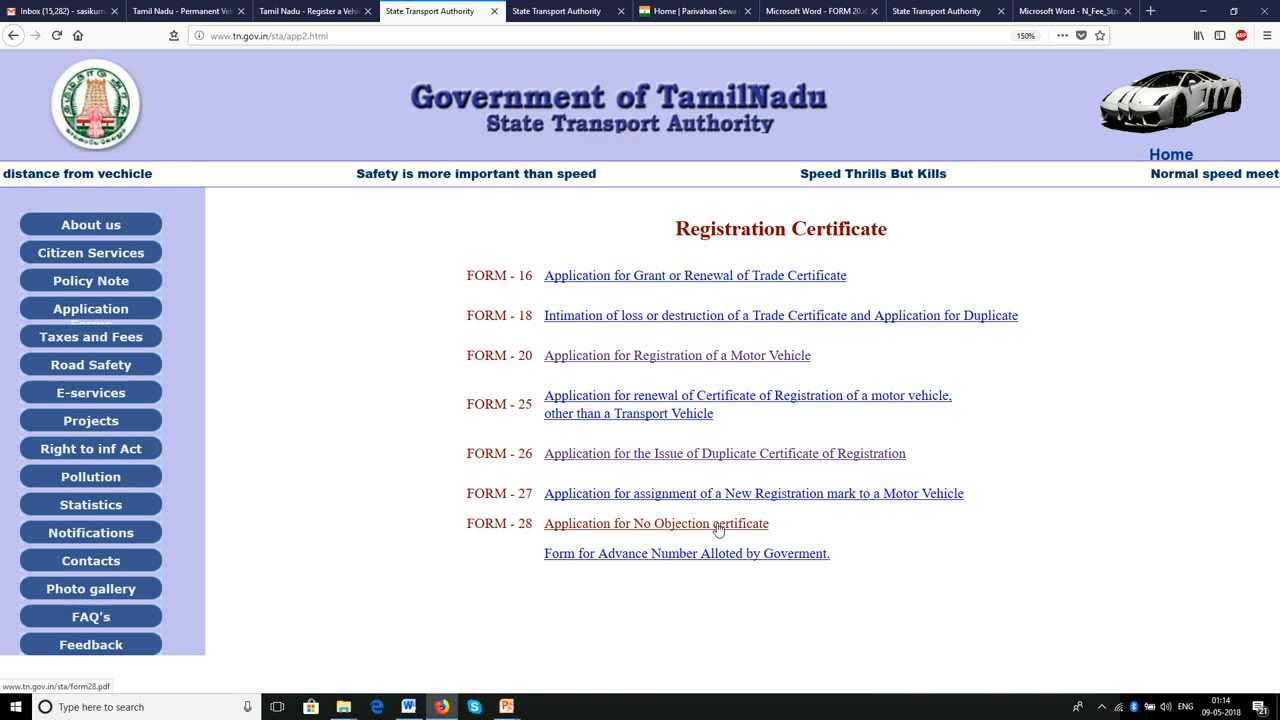 Inbox (15,282) - saskum
Tamil Nadu - Permanent Veh
Tamil Nadu - Register a Vehicl
State Transport Authority
State Transport Authority
Home | Parivahan Sewa |
Microsoft Word - FORM 20.d
State Transport Authority
Microsoft Word - N_Fee_Stru
www.tn.gov.in/sta/app2.html
150%
ABP
Government of TamilNadu
State Transport Authority
Home
distance from vechicle
Safety is more important than speed
Speed Thrills But Kills
Normal speed meet
About us
Citizen Services
Policy Note
Application
Taxes and Fees
Road Safety
E-services
Projects
Right to inf Act
Pollution
Statistics
Notifications
Contacts
Photo gallery
FAQ's
Feedback
Registration Certificate
FORM - 16 Application for Grant or Renewal of Trade Certificate
FORM - 18 Intimation of loss or destruction of a Trade Certificate and Application for Duplicate
FORM - 20 Application for Registration of a Motor Vehicle
FORM - 25 Application for renewal of Certificate of Registration of a motor vehicle,
other than a Transport Vehicle
FORM - 26 Application for the Issue of Duplicate Certificate of Registration
FORM - 27 Application for assignment of a New Registration mark to a Motor Vehicle
FORM - 28 Application for No Objection certificate
Form for Advance Number Alloted by Goverment.
www.tn.gov.in/sta/form28.pdf
Type here to search
ENG
01:14
09-05-2018
21